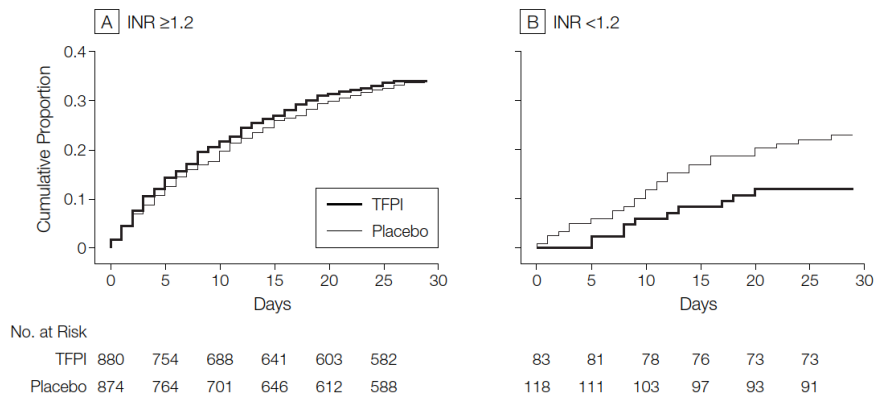 A INR ≥1.2
B INR <1.2
Cumulative Proportion
0.4
0.3
0.2
0.1
0
TFPI
Placebo
0 5 10 15 20 25 30
0 5 10 15 20 25 30
Days
Days
No. at Risk
TFPI 880 754 688 641 603 582 83 81 78 76 73 73
Placebo 874 764 701 646 612 588 118 111 103 97 93 91